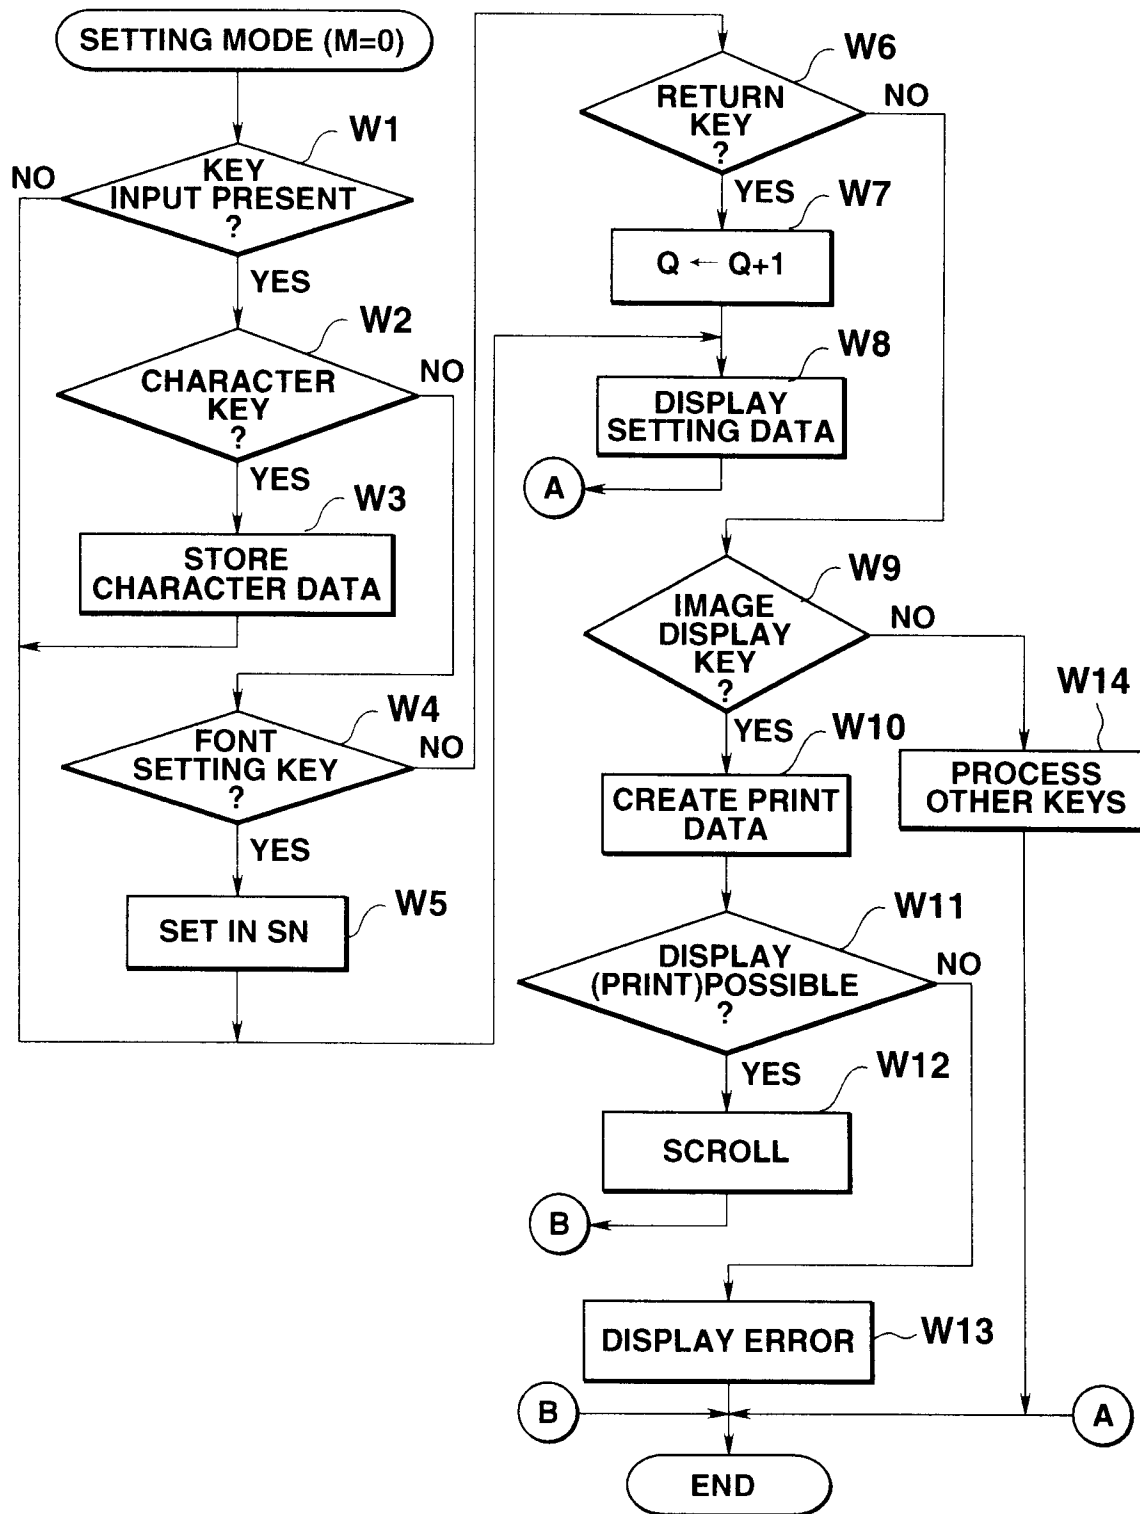 SETTING MODE (M=0)
W1
KEY
INPUT PRESENT
?
NO
YES
W2
CHARACTER
KEY
?
NO
YES
W3
STORE
CHARACTER DATA
W4
FONT
SETTING KEY
?
NO
YES
W5
SET IN SN
W6
RETURN
KEY
?
NO
YES
W7
Q ← Q+1
W8
DISPLAY
SETTING DATA
A
W9
IMAGE
DISPLAY
KEY
?
NO
YES
W14
PROCESS
OTHER KEYS
W10
CREATE PRINT
DATA
W11
DISPLAY
(PRINT)POSSIBLE
?
NO
YES
W12
SCROLL
B
W13
DISPLAY ERROR
B
A
END